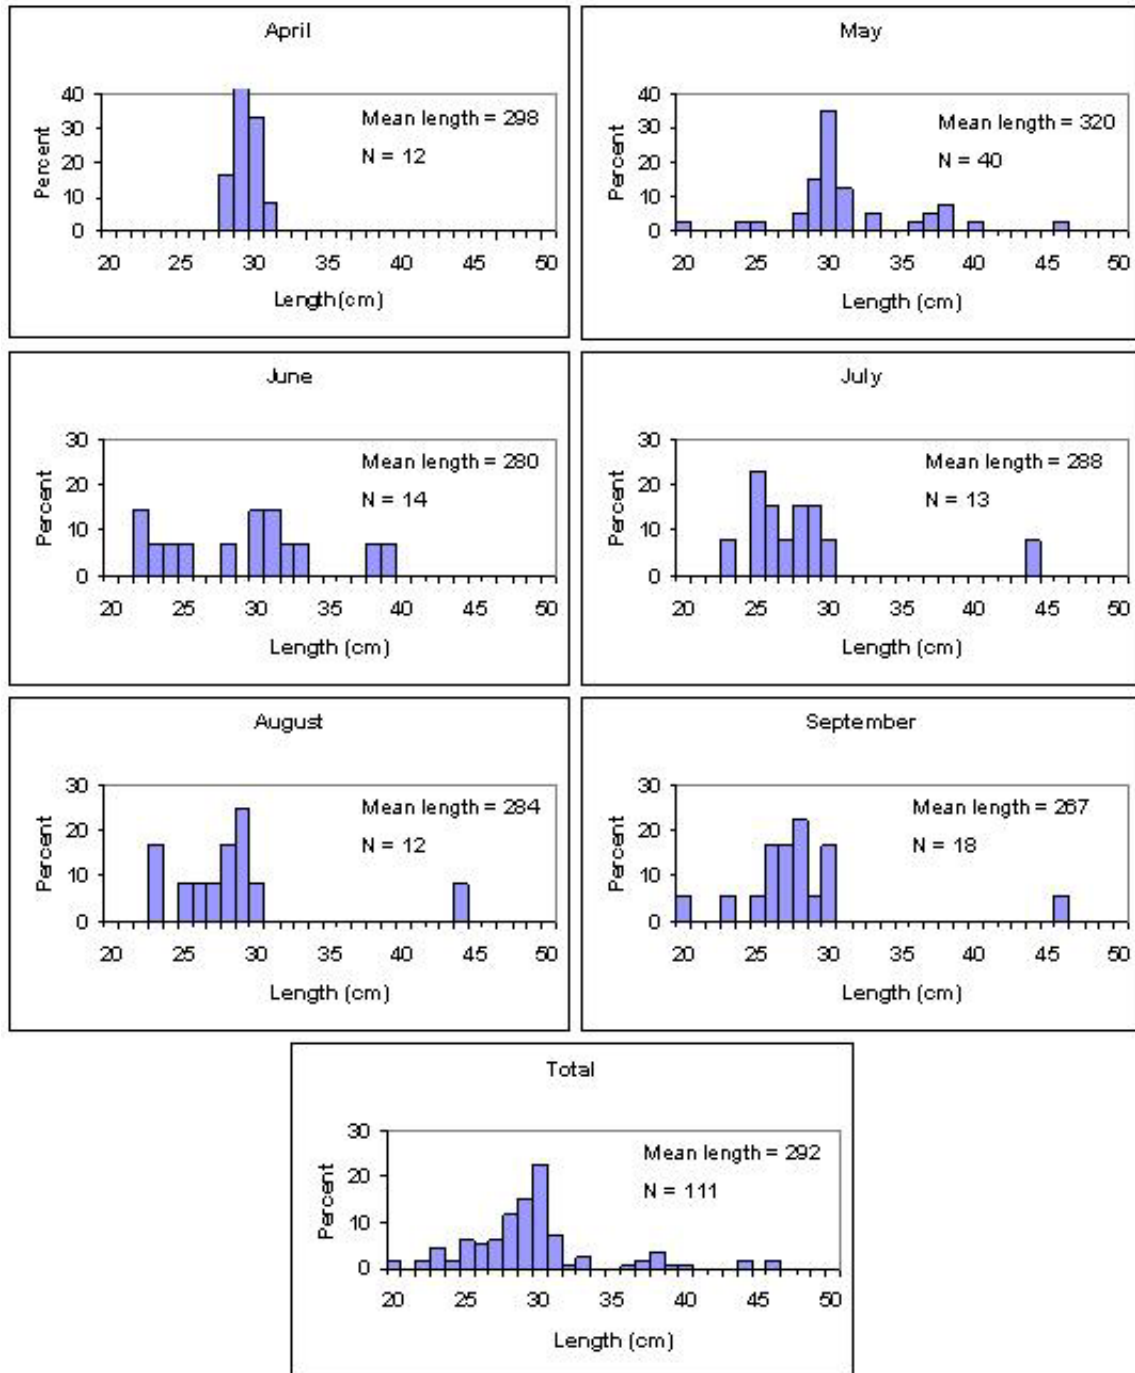 April
40
30
20
10
0
Percent
Mean length = 298
N = 12
20 25 30 35 40 45 50
Length (cm)
May
40
30
20
10
0
Percent
Mean length = 320
N = 40
20 25 30 35 40 45 50
Length (cm)
June
30
20
10
0
Percent
Mean length = 280
N = 14
20 25 30 35 40 45 50
Length (cm)
July
30
20
10
0
Percent
Mean length = 288
N = 13
20 25 30 35 40 45 50
Length (cm)
August
30
20
10
0
Percent
Mean length = 284
N = 12
20 25 30 35 40 45 50
Length (cm)
September
30
20
10
0
Percent
Mean length = 267
N = 18
20 25 30 35 40 45 50
Length (cm)
Total
30
20
10
0
Percent
Mean length = 292
N = 111
20 25 30 35 40 45 50
Length (cm)